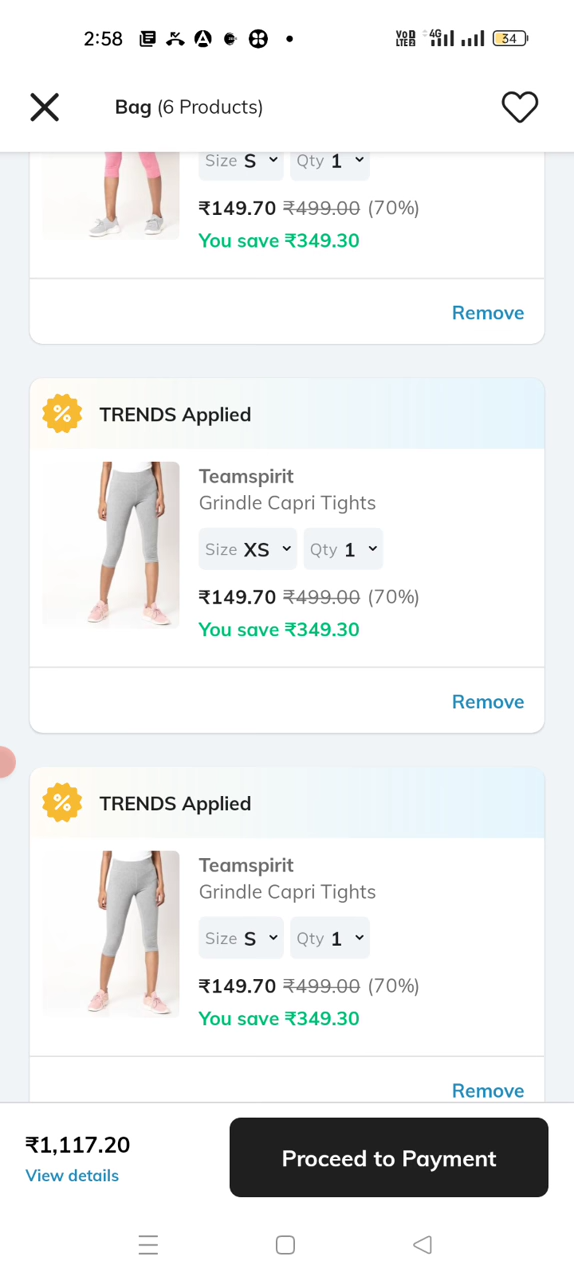 2:58
VoD LTE2 4G 34
Bag (6 Products)
Size S Qty 1
₹149.70 ₹499.00 (70%)
You save ₹349.30
Remove
% TRENDS Applied
Teamspirit
Grindle Capri Tights
Size XS Qty 1
₹149.70 ₹499.00 (70%)
You save ₹349.30
Remove
% TRENDS Applied
Teamspirit
Grindle Capri Tights
Size S Qty 1
₹149.70 ₹499.00 (70%)
You save ₹349.30
Remove
₹1,117.20
View details
Proceed to Payment